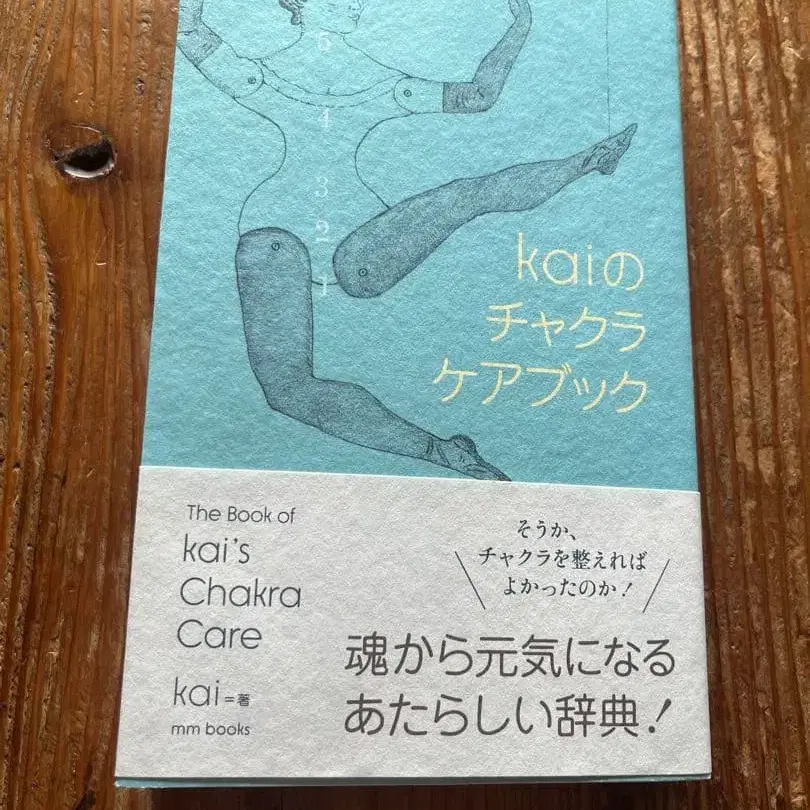 5
4
3
2
1
kaiの
チャクラ
ケアブック
The Book of
kai's
Chakra
Care
kai=著
mm books
そうか、
チャクラを整えれば
よかったのか!
魂から元気になる
あたらしい辞典!